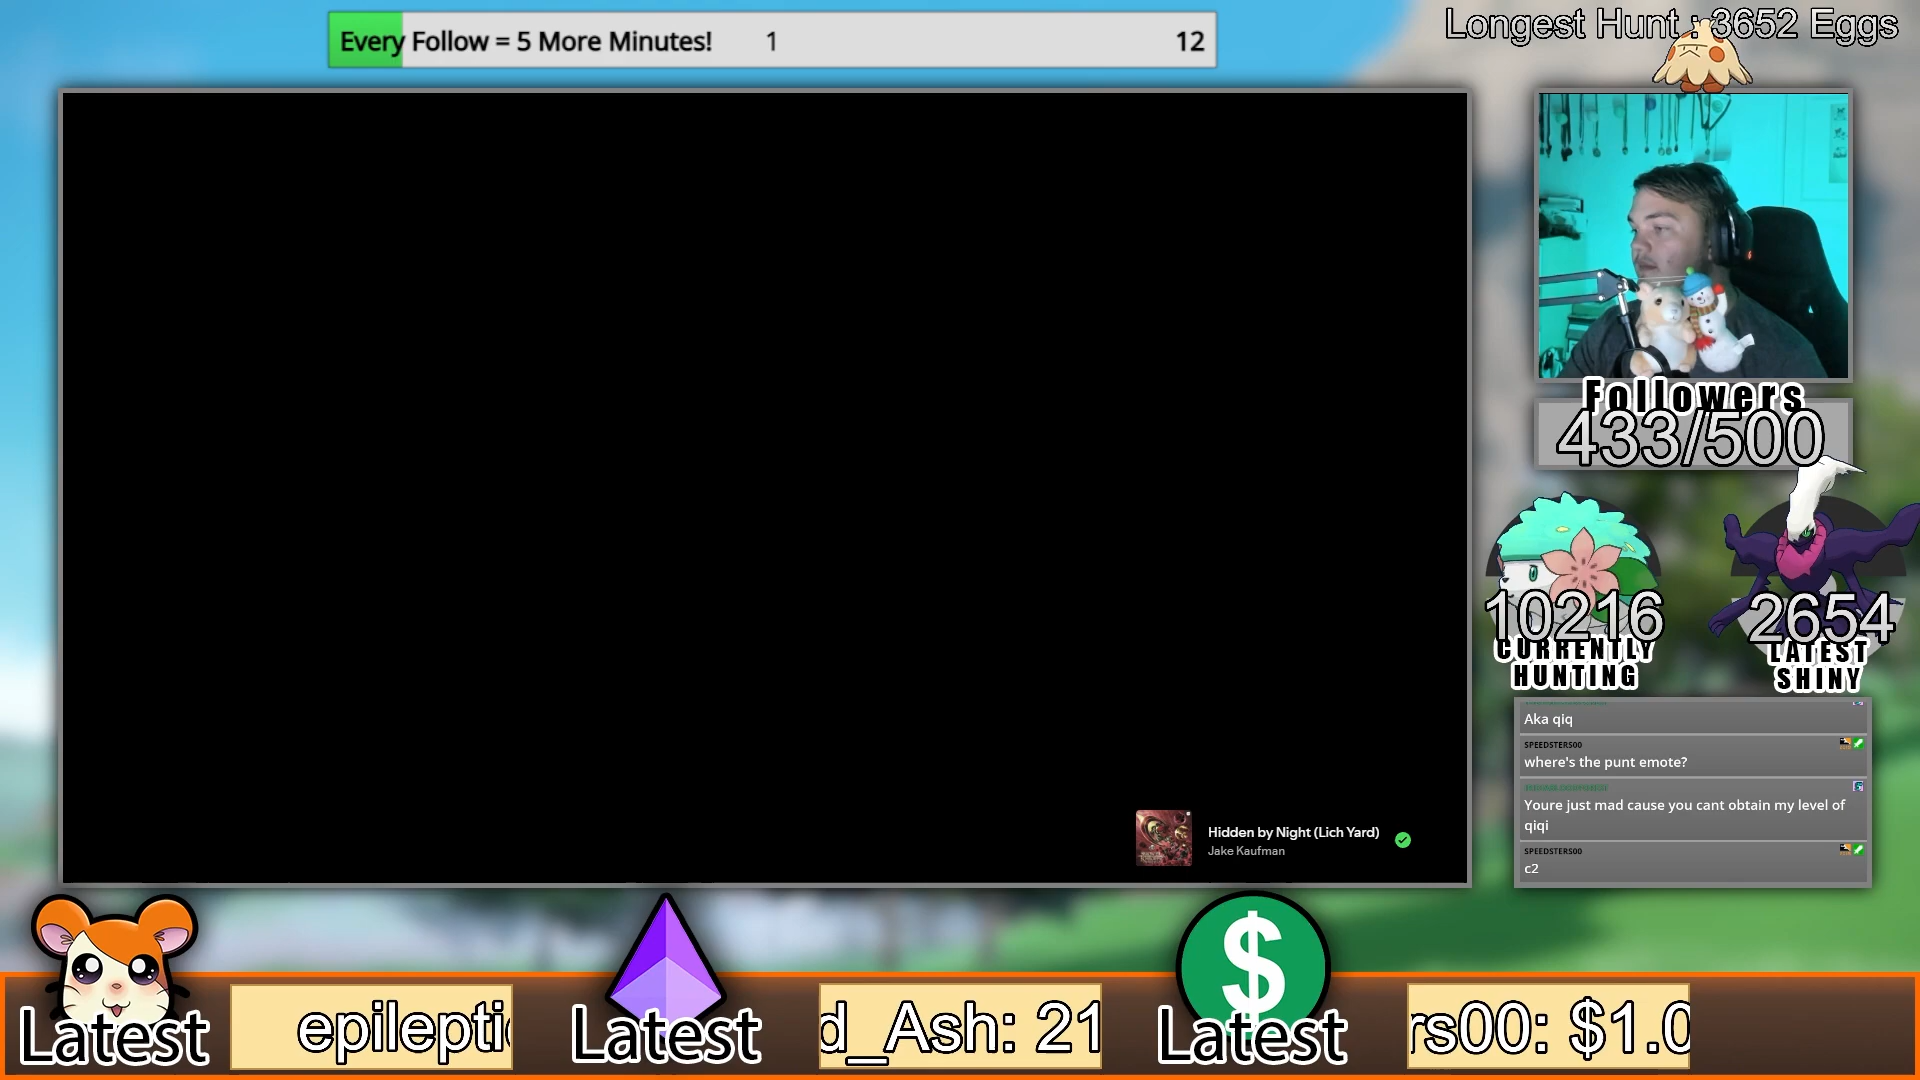 Every Follow = 5 More Minutes! 1 12
Longest Hunt : 3652 Eggs
Followers
433/500
10216
CURRENTLY
HUNTING
2654
LATEST
SHINY
Aka qiq
SPEEDSTERS00
where's the punt emote?
Youre just mad cause you cant obtain my level of
qiqi
SPEEDSTERS00
c2
Hidden by Night (Lich Yard)
Jake Kaufman
Latest
epilepti
Latest
d_Ash: 21
$
Latest
rs00: $1.0